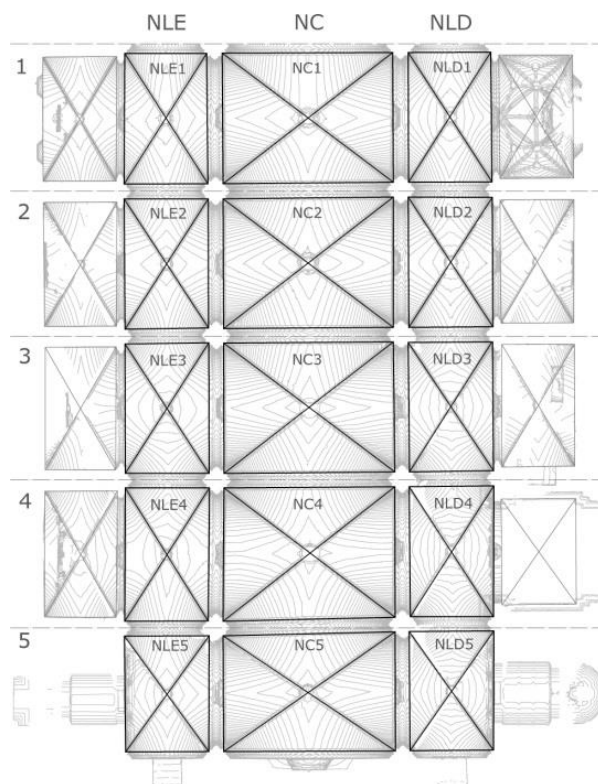 NLE NC NLD
1 NLE1 NC1 NLD1
2 NLE2 NC2 NLD2
3 NLE3 NC3 NLD3
4 NLE4 NC4 NLD4
5 NLE5 NC5 NLD5